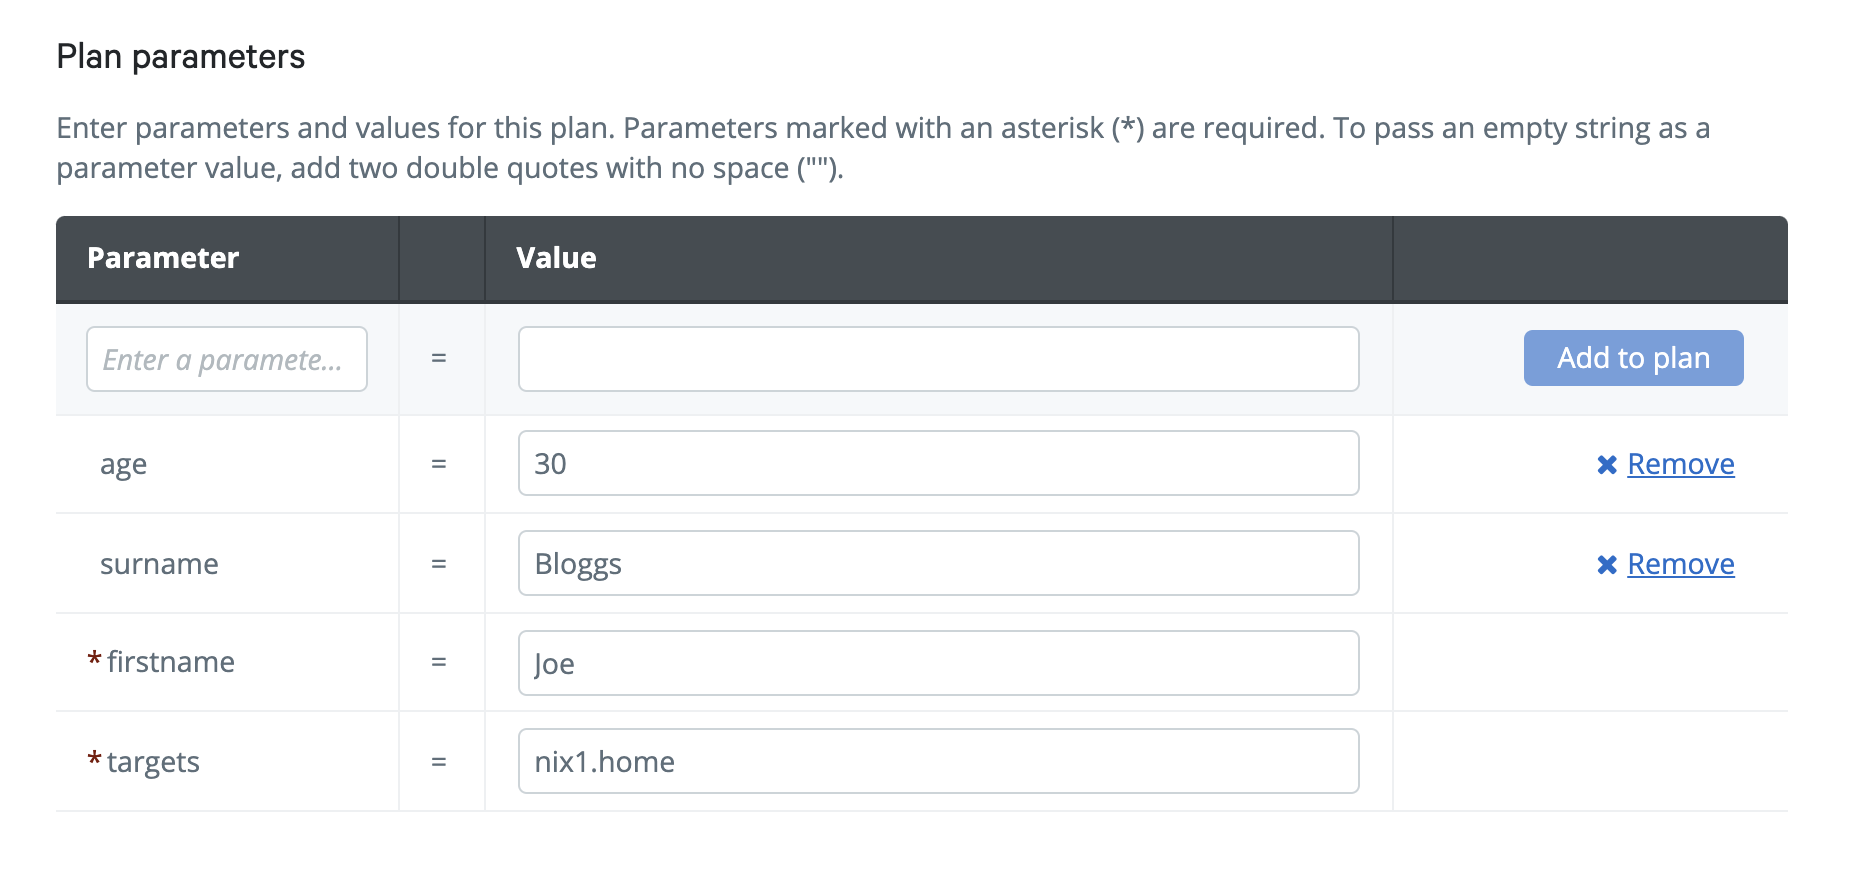 Plan parameters
Enter parameters and values for this plan. Parameters marked with an asterisk (*) are required. To pass an empty string as a
parameter value, add two double quotes with no space ("").
Parameter Value
Enter a paramete... = Add to plan
age = 30 ✖ Remove
surname = Bloggs ✖ Remove
* firstname = Joe
* targets = nix1.home